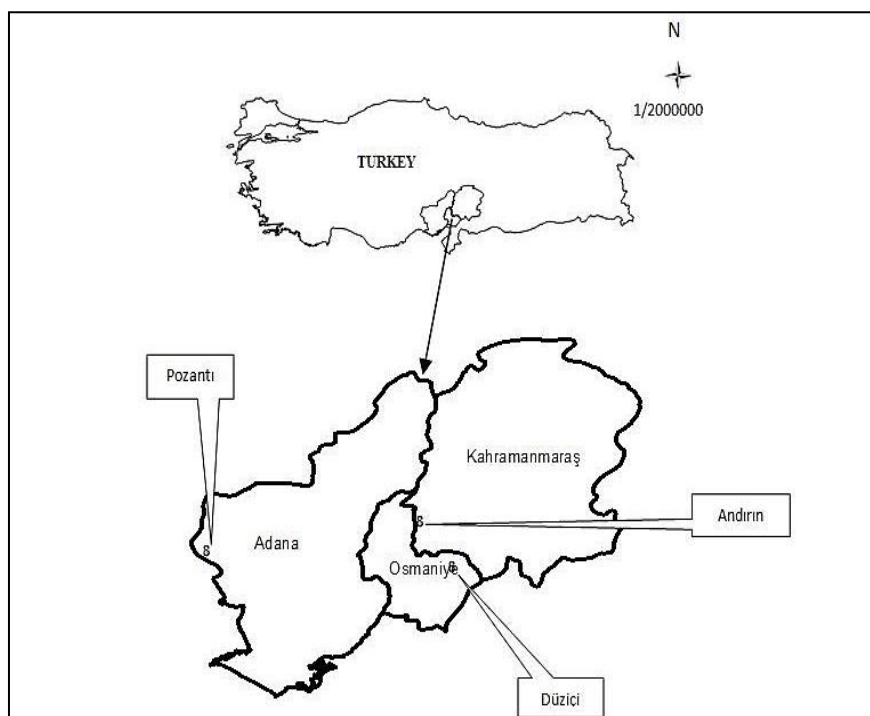 N
1/2000000
TURKEY
Pozantı
Kahramanmaraş
Andırın
Adana
Osmaniye
Düziçi